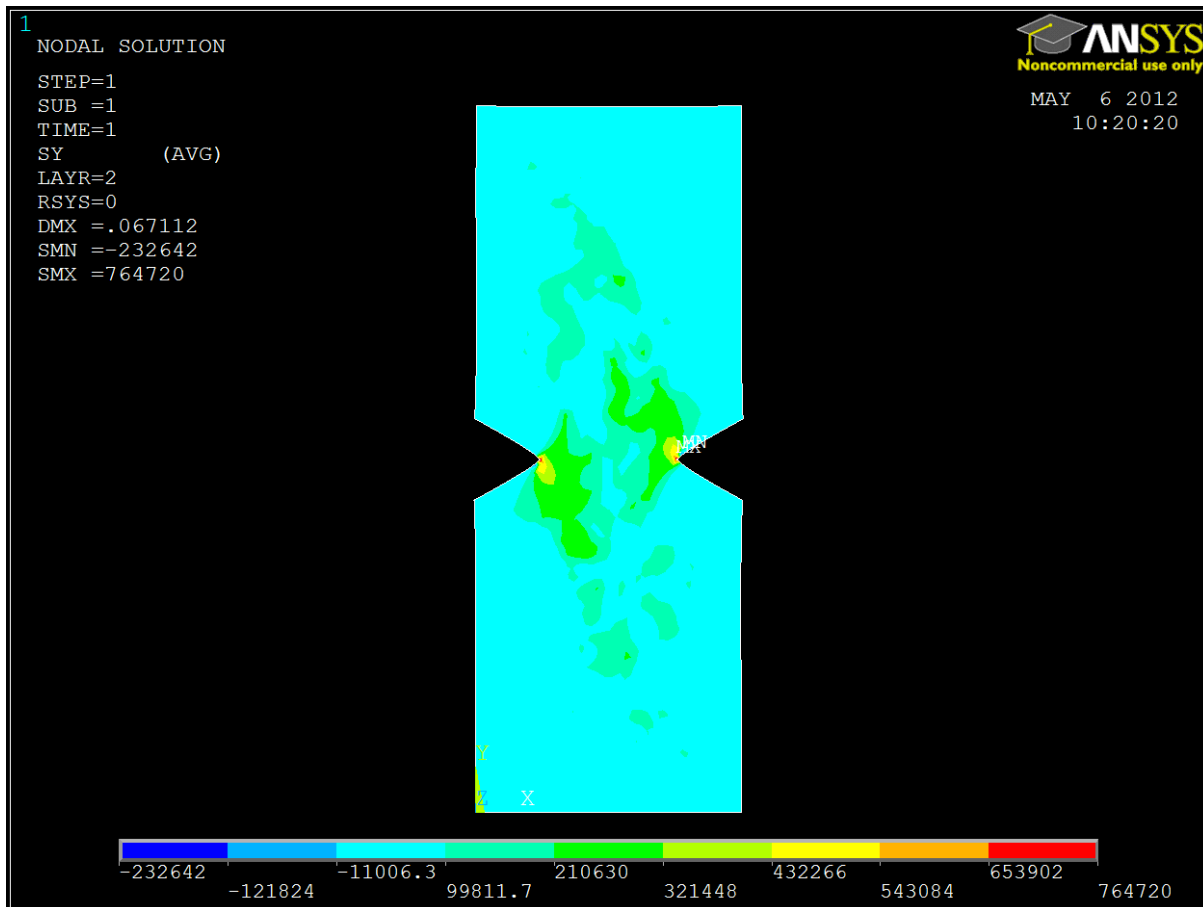 1
NODAL SOLUTION
STEP=1
SUB =1
TIME=1
SY (AVG)
LAYR=2
RSYS=0
DMX =.067112
SMN =-232642
SMX =764720
ANSYS
Noncommercial use only
MAY 6 2012
10:20:20
MN
MX
Y
Z X
-232642 -11006.3 210630 432266 653902
-121824 99811.7 321448 543084 764720